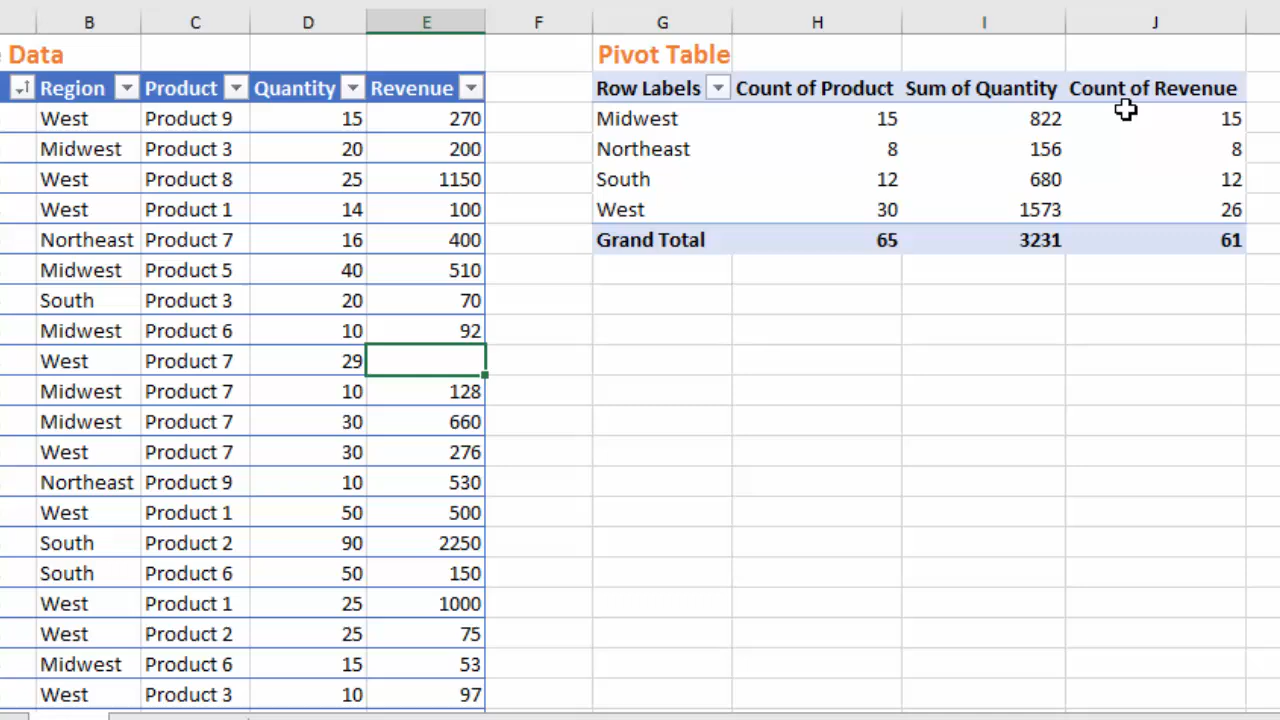 B C D E F G H I J
Data Pivot Table
Region Product Quantity Revenue Row Labels Count of Product Sum of Quantity Count of Revenue
West Product 9 15 270 Midwest 15 822 15
Midwest Product 3 20 200 Northeast 8 156 8
West Product 8 25 1150 South 12 680 12
West Product 1 14 100 West 30 1573 26
Northeast Product 7 16 400 Grand Total 65 3231 61
Midwest Product 5 40 510
South Product 3 20 70
Midwest Product 6 10 92
West Product 7 29
Midwest Product 7 10 128
Midwest Product 7 30 660
West Product 7 30 276
Northeast Product 9 10 530
West Product 1 50 500
South Product 2 90 2250
South Product 6 50 150
West Product 1 25 1000
West Product 2 25 75
Midwest Product 6 15 53
West Product 3 10 97